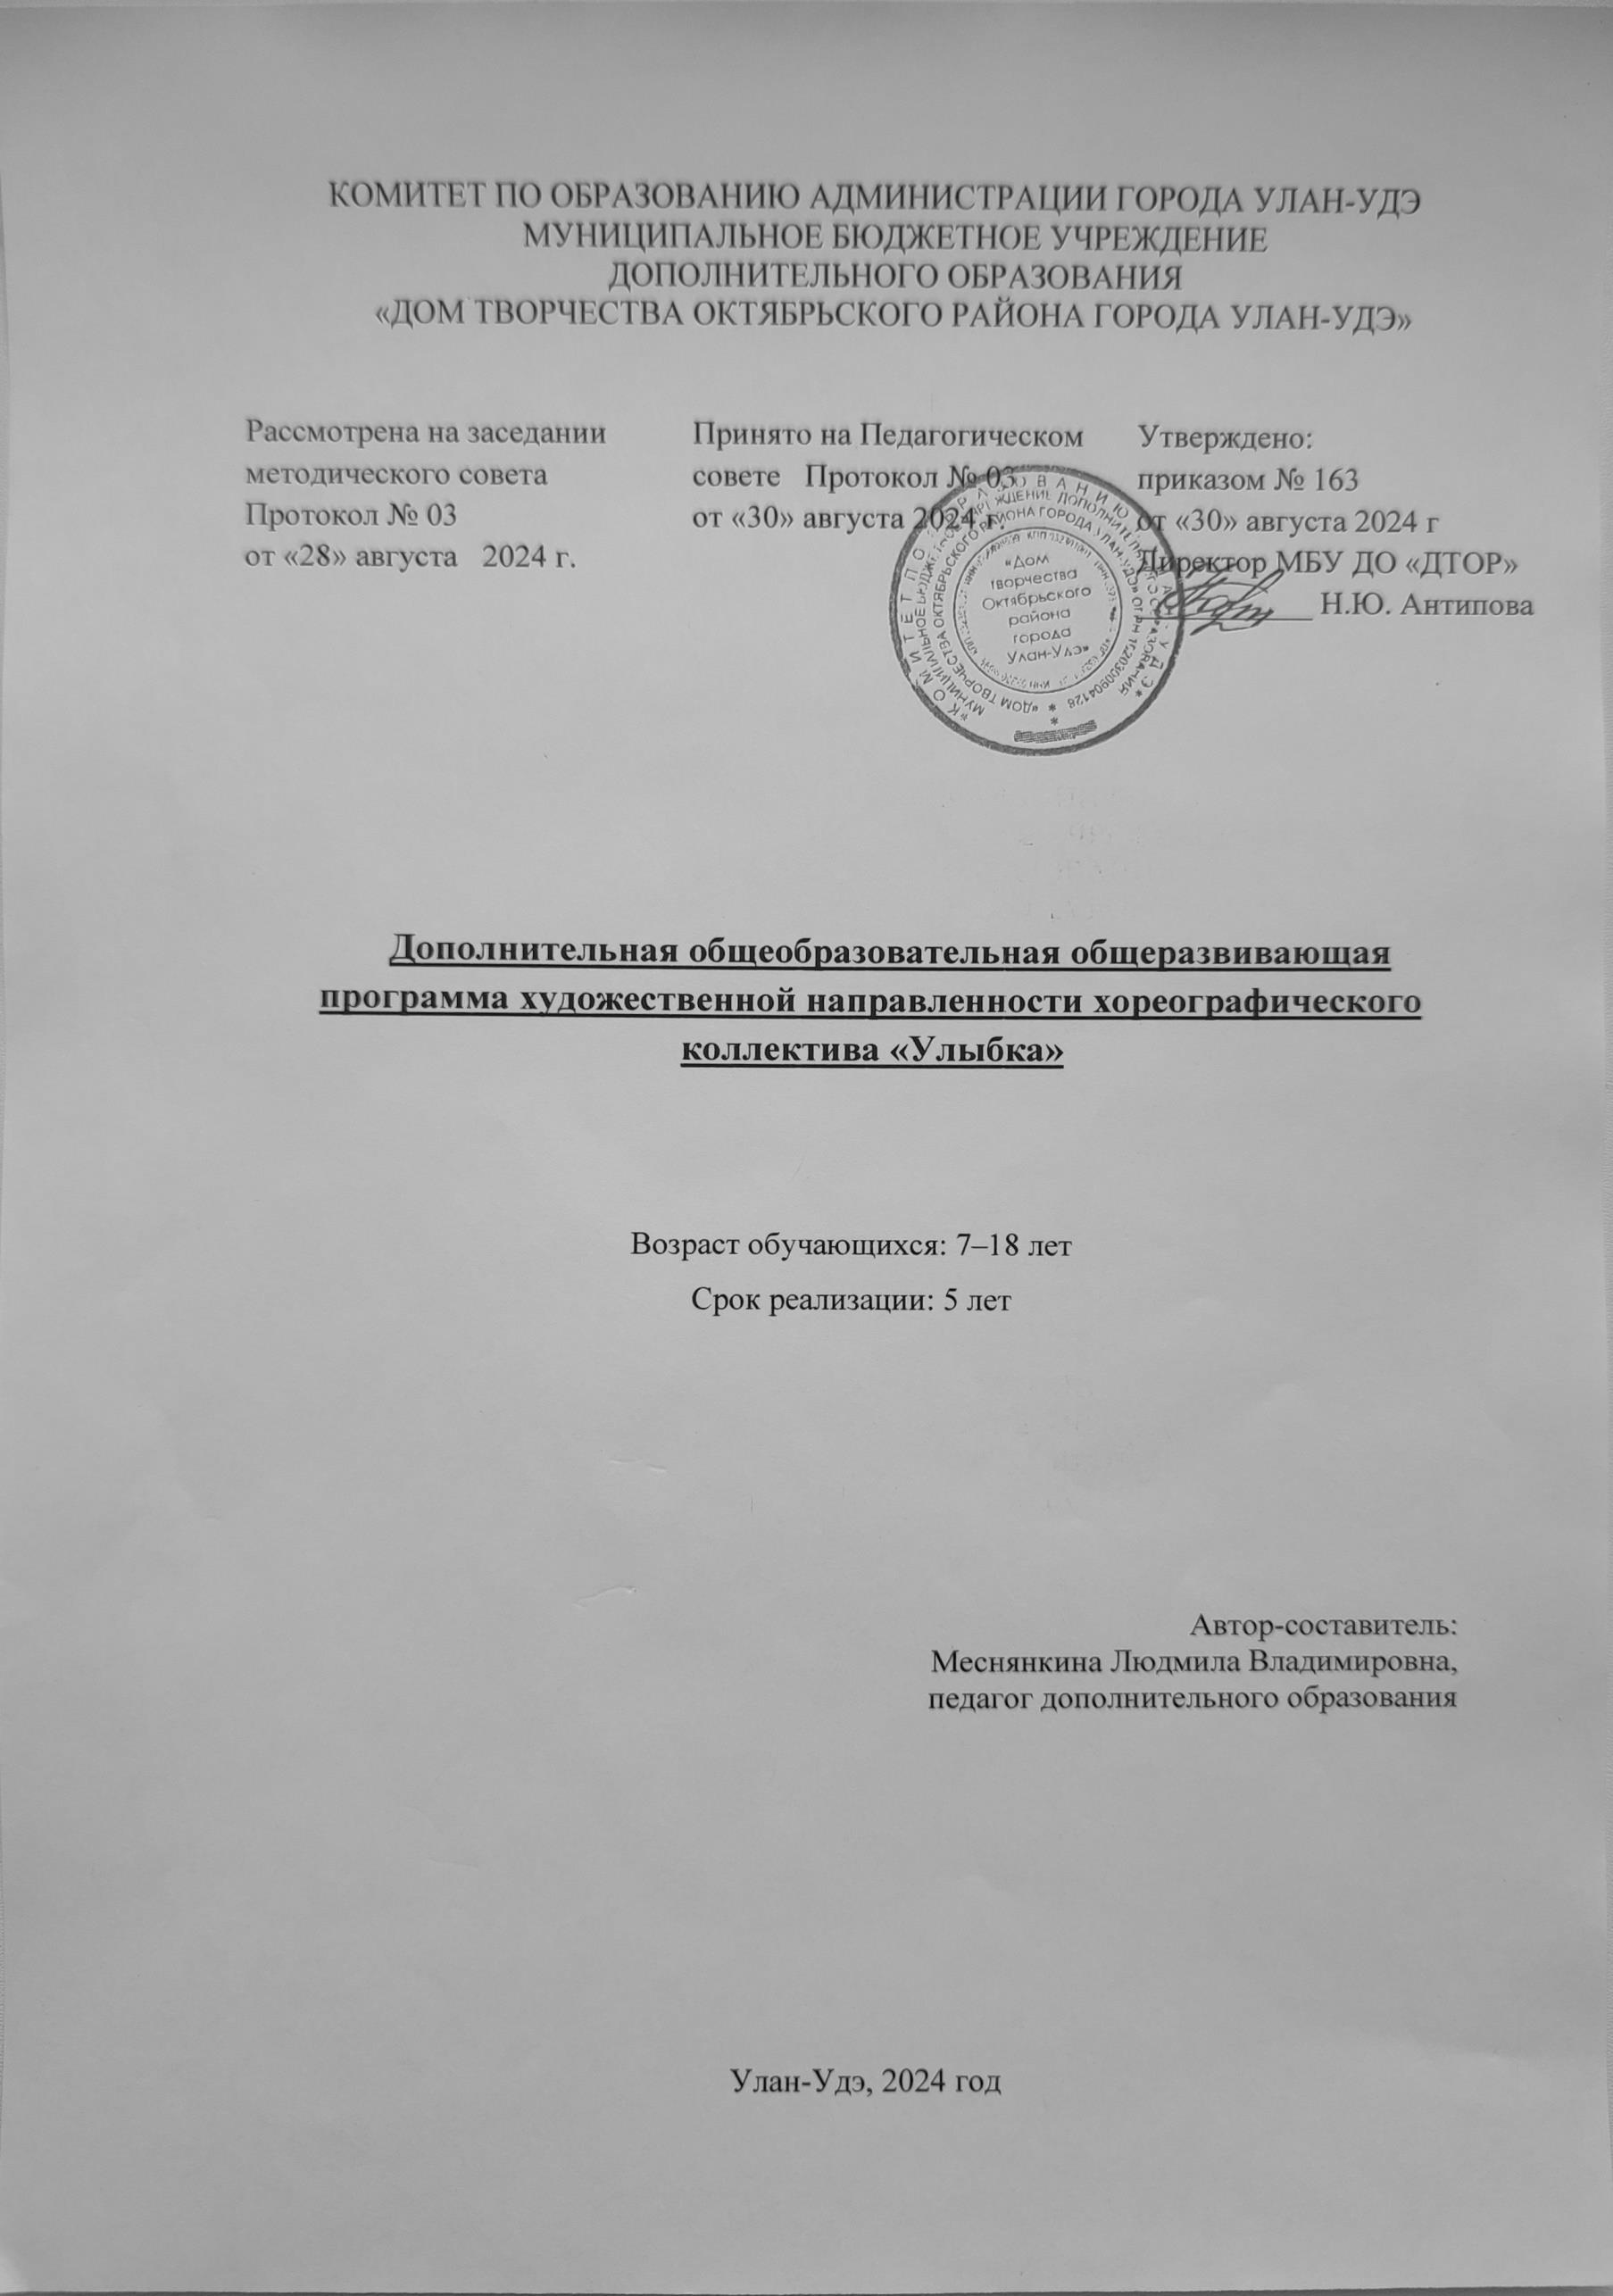 КОМИТЕТ ПО ОБРАЗОВАНИЮ АДМИНИСТРАЦИИ ГОРОДА УЛАН-УДЭ
МУНИЦИПАЛЬНОЕ БЮДЖЕТНОЕ УЧРЕЖДЕНИЕ
ДОПОЛНИТЕЛЬНОГО ОБРАЗОВАНИЯ
«ДОМ ТВОРЧЕСТВА ОКТЯБРЬСКОГО РАЙОНА ГОРОДА УЛАН-УДЭ»
Рассмотрена на заседании
методического совета
Протокол № 03
от «28» августа 2024 г.
Принято на Педагогическом
совете Протокол № 03
от «30» августа 2024 г.
Утверждено:
приказом № 163
от «30» августа 2024 г
Директор МБУ ДО «ДТОР»
Н.Ю. Антипова
«Дом
творчества
Октябрьского
района
города
Улан-Удэ»
Дополнительная общеобразовательная общеразвивающая
программа художественной направленности хореографического
коллектива «Улыбка»
Возраст обучающихся: 7–18 лет
Срок реализации: 5 лет
Автор-составитель:
Меснянкина Людмила Владимировна,
педагог дополнительного образования
Улан-Удэ, 2024 год